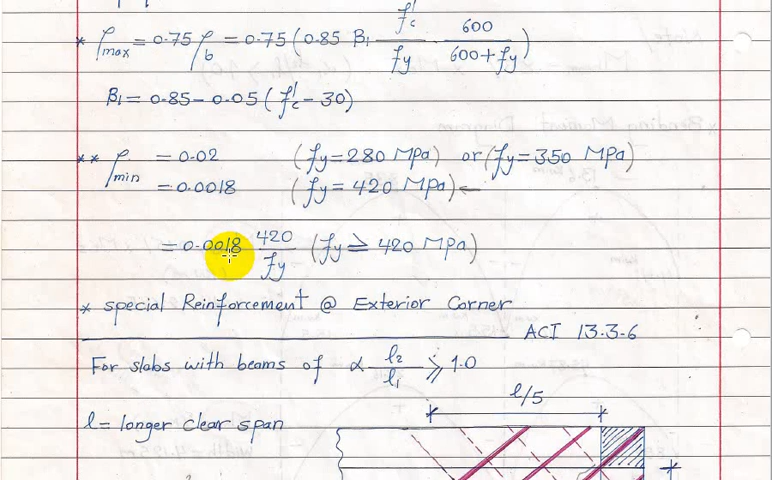 * ρmax = 0.75 ρb = 0.75 ( 0.85 β1 f'c/fy · 600/(600+fy) )
β1 = 0.85 - 0.05 ( f'c - 30 )
** ρmin = 0.02 (fy = 280 MPa) or (fy = 350 MPa)
= 0.0018 (fy = 420 MPa) ←
= 0.0018 420/fy (fy ≥ 420 MPa)
* special Reinforcement @ Exterior Corner
ACI 13.3.6
For slabs with beams of α l2/l1 ≥ 1.0
l/5
l = longer clear span